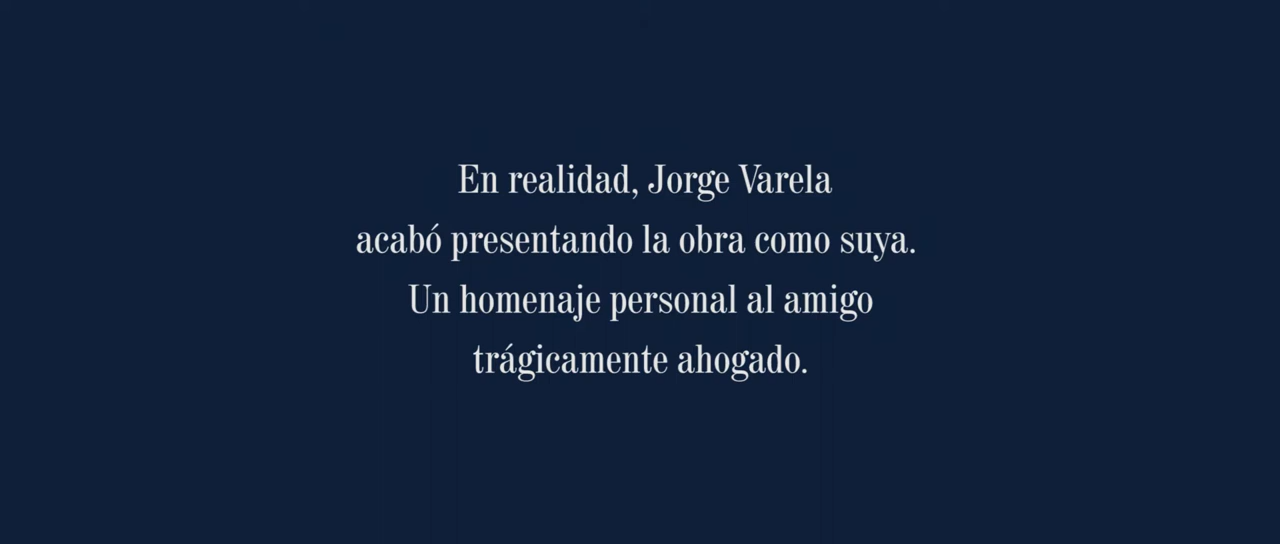 En realidad, Jorge Varela
acabó presentando la obra como suya.
Un homenaje personal al amigo
trágicamente ahogado.